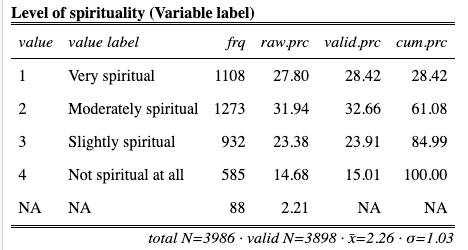 Level of spirituality (Variable label)
value value label frq raw.prc valid.prc cum.prc
1 Very spiritual 1108 27.80 28.42 28.42
2 Moderately spiritual 1273 31.94 32.66 61.08
3 Slightly spiritual 932 23.38 23.91 84.99
4 Not spiritual at all 585 14.68 15.01 100.00
NA NA 88 2.21 NA NA
total N=3986 · valid N=3898 · x̄=2.26 · σ=1.03